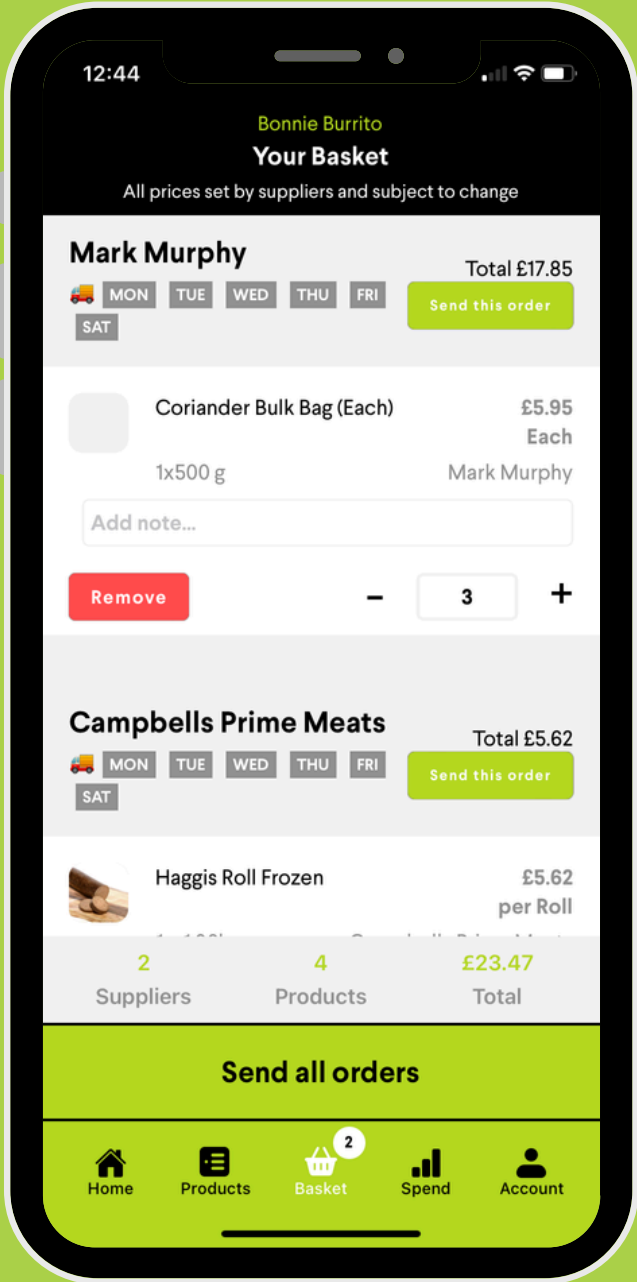 12:44
Bonnie Burrito
Your Basket
All prices set by suppliers and subject to change
Mark Murphy
Total £17.85
MON TUE WED THU FRI
Send this order
SAT
Coriander Bulk Bag (Each)
£5.95
Each
1x500 g
Mark Murphy
Add note...
Remove
– 3 +
Campbells Prime Meats
Total £5.62
MON TUE WED THU FRI
Send this order
SAT
Haggis Roll Frozen
£5.62
per Roll
2 4 £23.47
Suppliers Products Total
Send all orders
2
Home Products Basket Spend Account